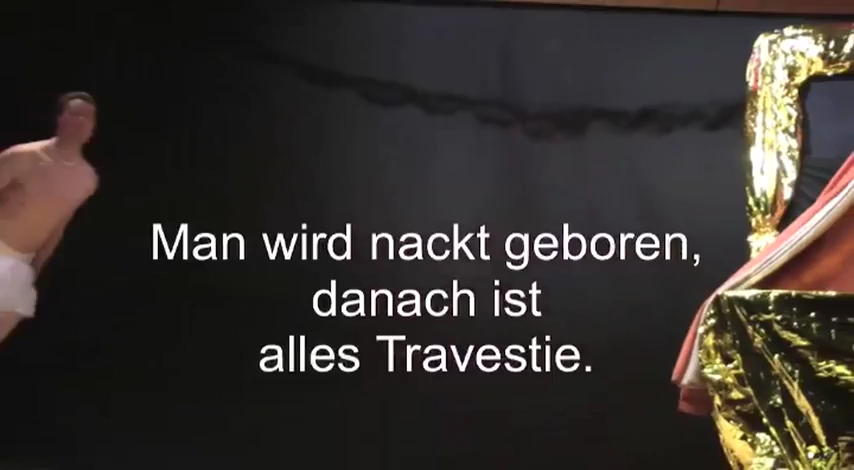 Man wird nackt geboren,
danach ist
alles Travestie.